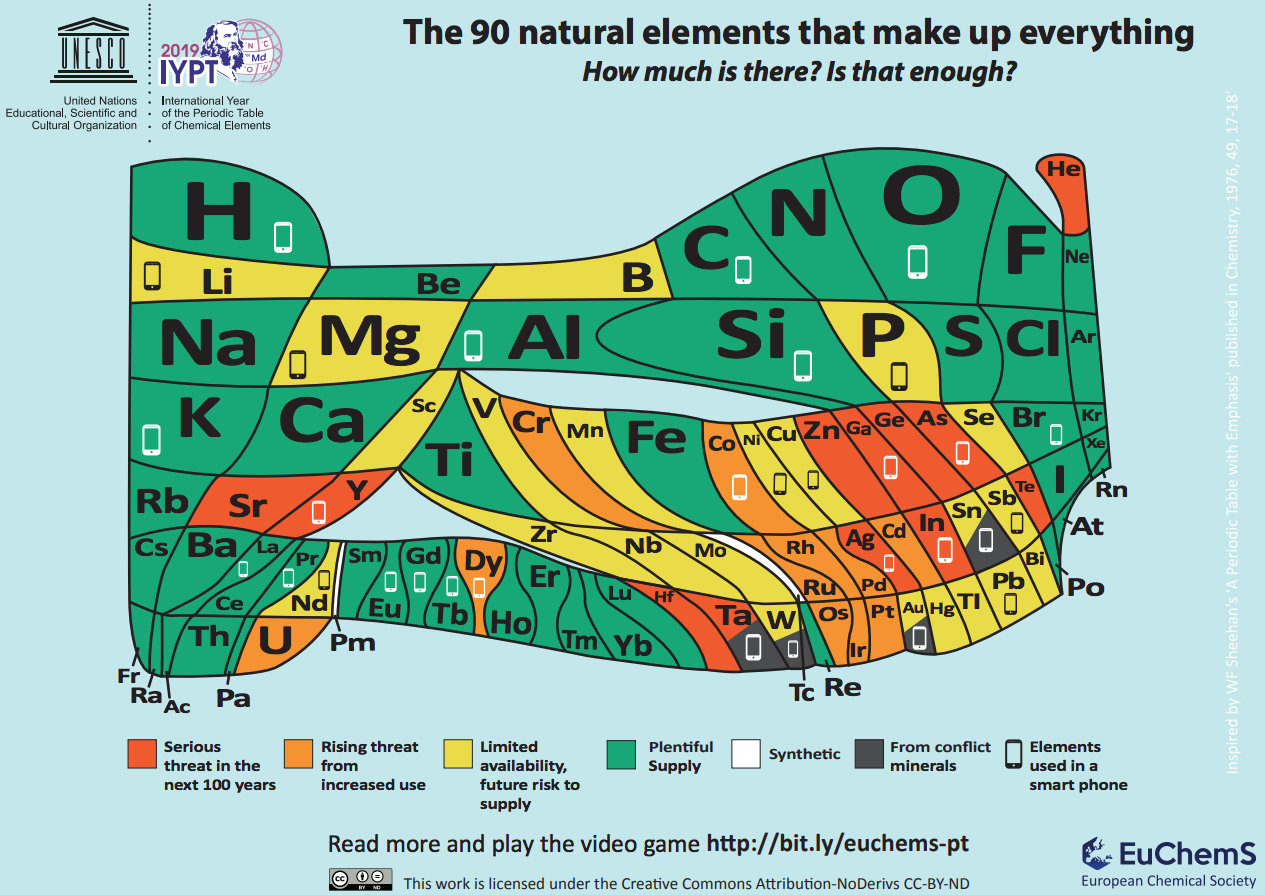 The 90 natural elements that make up everything
How much is there? Is that enough?
UNESCO
2019
IYPT
N C
Md
O H
United Nations
Educational, Scientific and
Cultural Organization
International Year
of the Periodic Table
of Chemical Elements
Inspired by WF Sheehan's 'A Periodic Table with Emphasis' published in Chemistry, 1976, 49, 17-18'
H C N O F He
Li Be B Ne
Na Mg Al Si P S Cl Ar
K Ca Sc Ti V Cr Mn Fe Co Ni Cu Zn Ga Ge As Se Br Kr
Rb Sr Y Zr Nb Mo Tc Ru Rh Pd Ag Cd In Sn Sb Te I Xe
Cs Ba La Ce Pr Nd Pm Sm Eu Gd Tb Dy Ho Er Tm Yb Lu Hf Ta W Re Os Ir Pt Au Hg Tl Pb Bi Po At Rn
Fr Ra Ac Th Pa U
Serious
threat in the
next 100 years
Rising threat
from
increased use
Limited
availability,
future risk to
supply
Plentiful
Supply
Synthetic
From conflict
minerals
Elements
used in a
smart phone
Read more and play the video game http://bit.ly/euchems-pt
cc BY ND
This work is licensed under the Creative Commons Attribution-NoDerivs CC-BY-ND
EuChemS
European Chemical Society